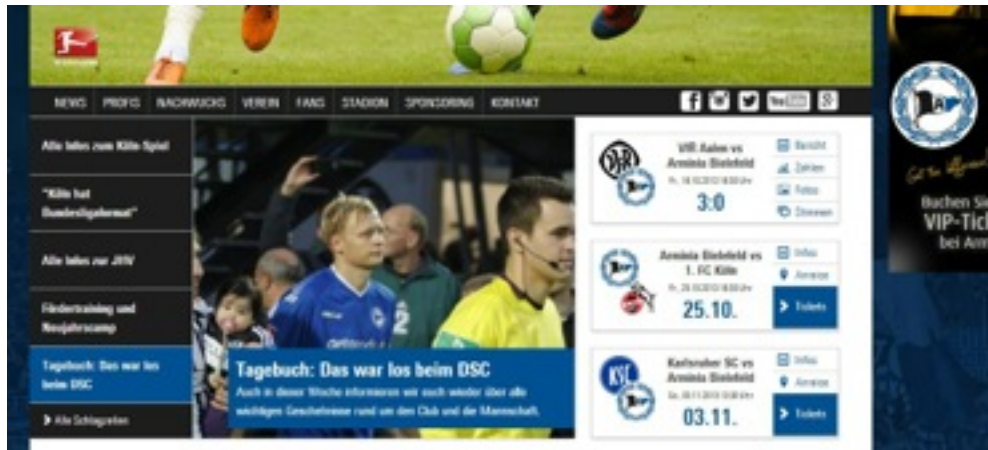 NEWS PROFIS NACHWUCHS VEREIN FANS STADION SPONSORING KONTAKT
Alle Infos zum Köln-Spiel
"Köln hat
Bundesligaformat"
Alle Infos zur JHV
Fördertraining und
Neujahrscamp
Tagebuch: Das war los
beim DSC
Alle Schlagzeilen
2
Tagebuch: Das war los beim DSC
Auch in dieser Woche informieren wir euch wieder über alle
wichtigen Geschehnisse rund um den Club und die Mannschaft.
VfR Aalen vs
Arminia Bielefeld
3:0
Bericht
Zahlen
Fotos
Stimmen
Arminia Bielefeld vs
1. FC Köln
25.10.
Infos
Anreise
Tickets
KSC
Karlsruher SC vs
Arminia Bielefeld
03.11.
Infos
Anreise
Tickets
A
Buchen Sie
VIP-Tick
bei Arm